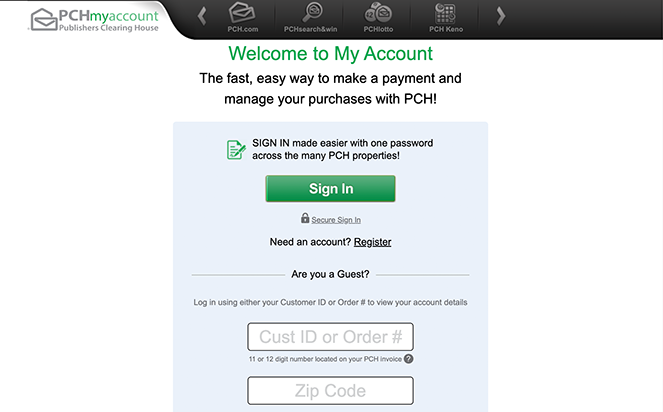 PCHmyaccount
Publishers Clearing House
PCH.com
PCHsearch&win
PCHlotto
PCH Keno
Welcome to My Account
The fast, easy way to make a payment and
manage your purchases with PCH!
SIGN IN made easier with one password
across the many PCH properties!
Sign In
Secure Sign In
Need an account? Register
Are you a Guest?
Log in using either your Customer ID or Order # to view your account details
Cust ID or Order #
11 or 12 digit number located on your PCH invoice ?
Zip Code